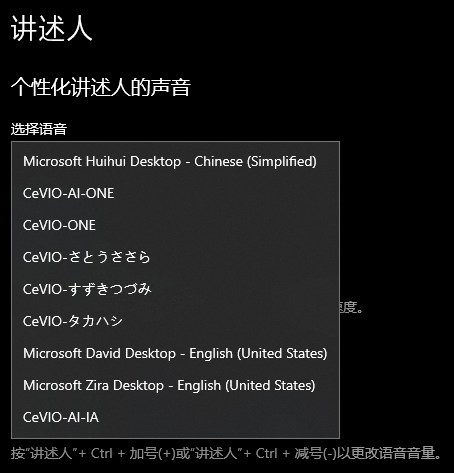 讲述人
个性化讲述人的声音
选择语音
Microsoft Huihui Desktop - Chinese (Simplified)
CeVIO-AI-ONE
CeVIO-ONE
CeVIO-さとうささら
CeVIO-すずきつづみ
CeVIO-タカハシ
速度。
Microsoft David Desktop - English (United States)
Microsoft Zira Desktop - English (United States)
CeVIO-AI-IA
按“讲述人”+ Ctrl + 加号(+)或“讲述人”+ Ctrl + 减号(-)以更改语音音量。